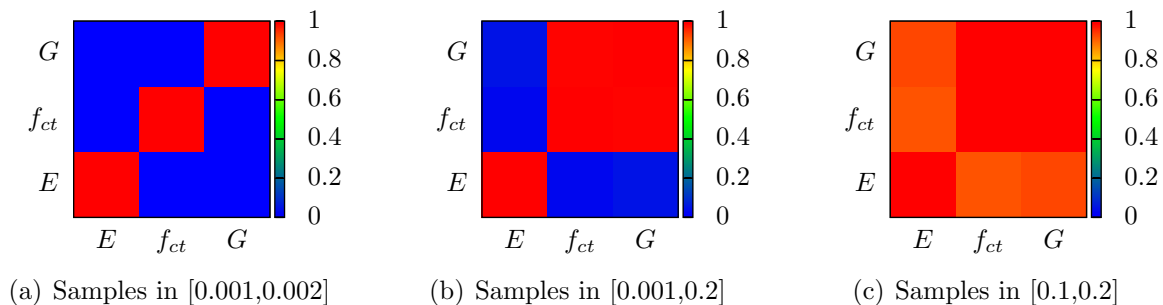 G
f_ct
E
E f_ct G
1
0.8
0.6
0.4
0.2
0
(a) Samples in [0.001,0.002]
G
f_ct
E
E f_ct G
1
0.8
0.6
0.4
0.2
0
(b) Samples in [0.001,0.2]
G
f_ct
E
E f_ct G
1
0.8
0.6
0.4
0.2
0
(c) Samples in [0.1,0.2]